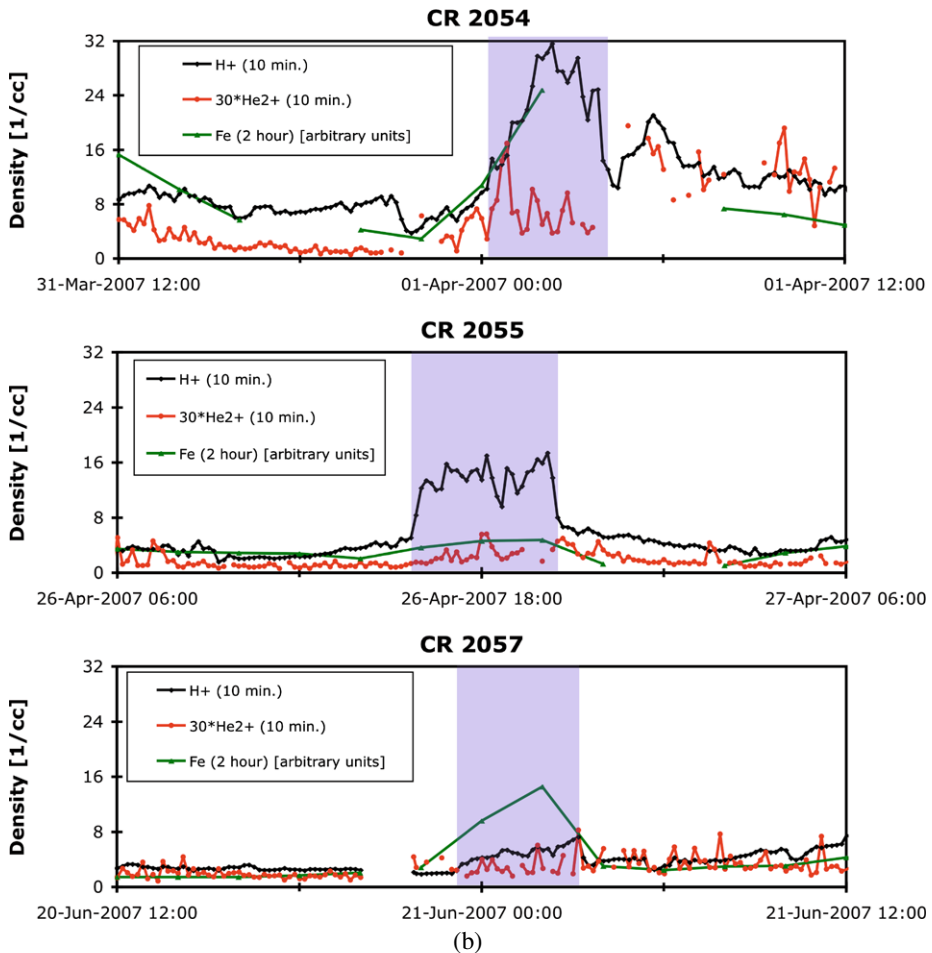 CR 2054
Density [1/cc]
32
24
16
8
0
H+ (10 min.)
30*He2+ (10 min.)
Fe (2 hour) [arbitrary units]
31-Mar-2007 12:00
01-Apr-2007 00:00
01-Apr-2007 12:00
CR 2055
Density [1/cc]
32
24
16
8
0
H+ (10 min.)
30*He2+ (10 min.)
Fe (2 hour) [arbitrary units]
26-Apr-2007 06:00
26-Apr-2007 18:00
27-Apr-2007 06:00
CR 2057
Density [1/cc]
32
24
16
8
0
H+ (10 min.)
30*He2+ (10 min.)
Fe (2 hour) [arbitrary units]
20-Jun-2007 12:00
21-Jun-2007 00:00
21-Jun-2007 12:00
(b)